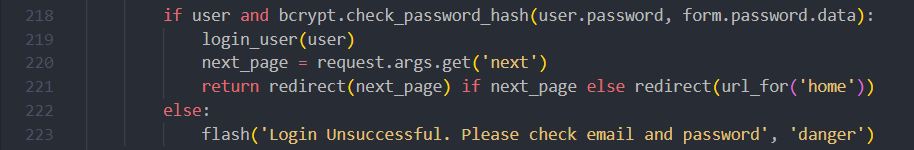 218 if user and bcrypt.check_password_hash(user.password, form.password.data):
219 login_user(user)
220 next_page = request.args.get('next')
221 return redirect(next_page) if next_page else redirect(url_for('home'))
222 else:
223 flash('Login Unsuccessful. Please check email and password', 'danger')